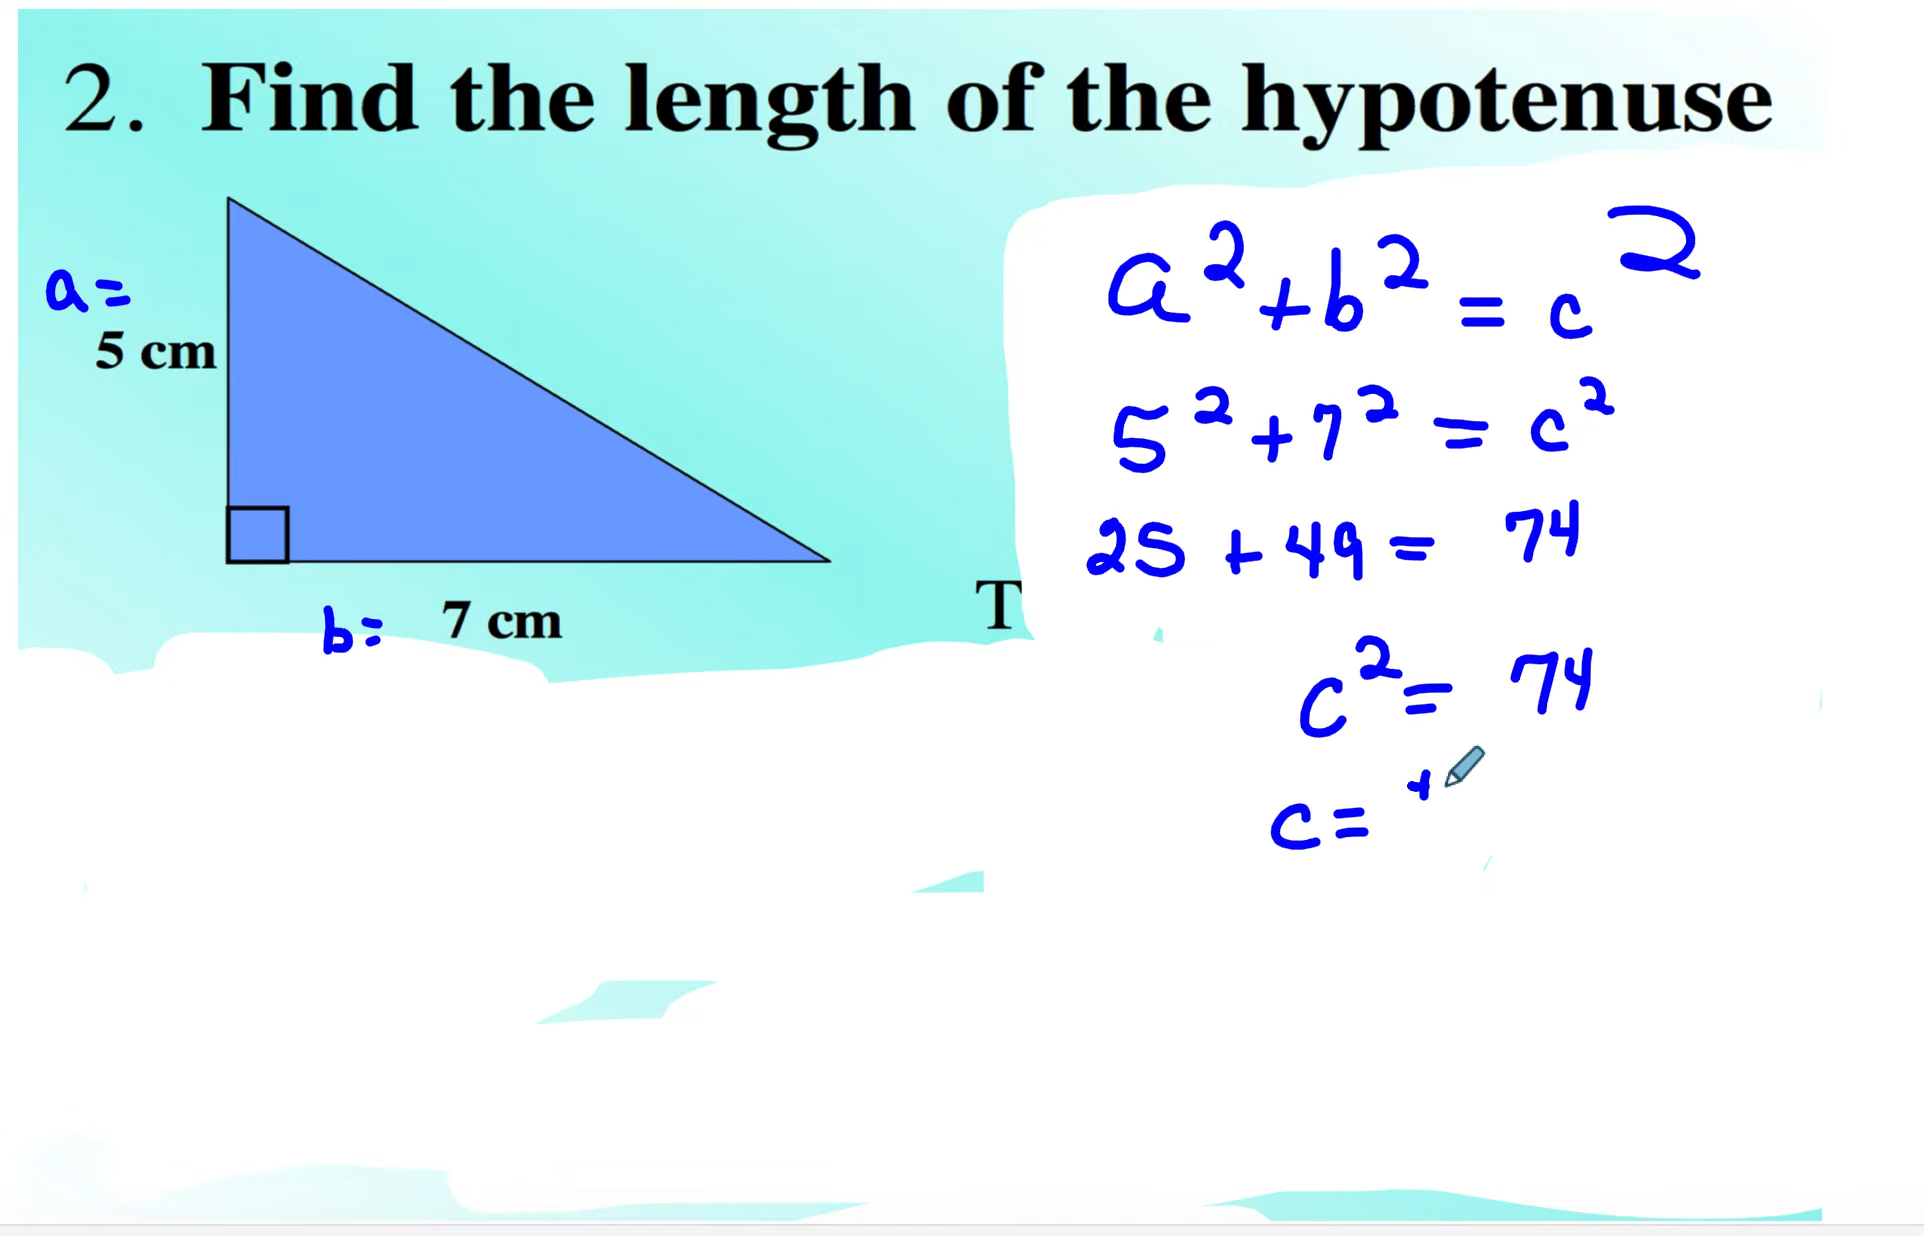 2. Find the length of the hypotenuse
a=
5 cm
b= 7 cm
T
a²+b² = c²
5²+7² = c²
25 + 49 = 74
c² = 74
c = +